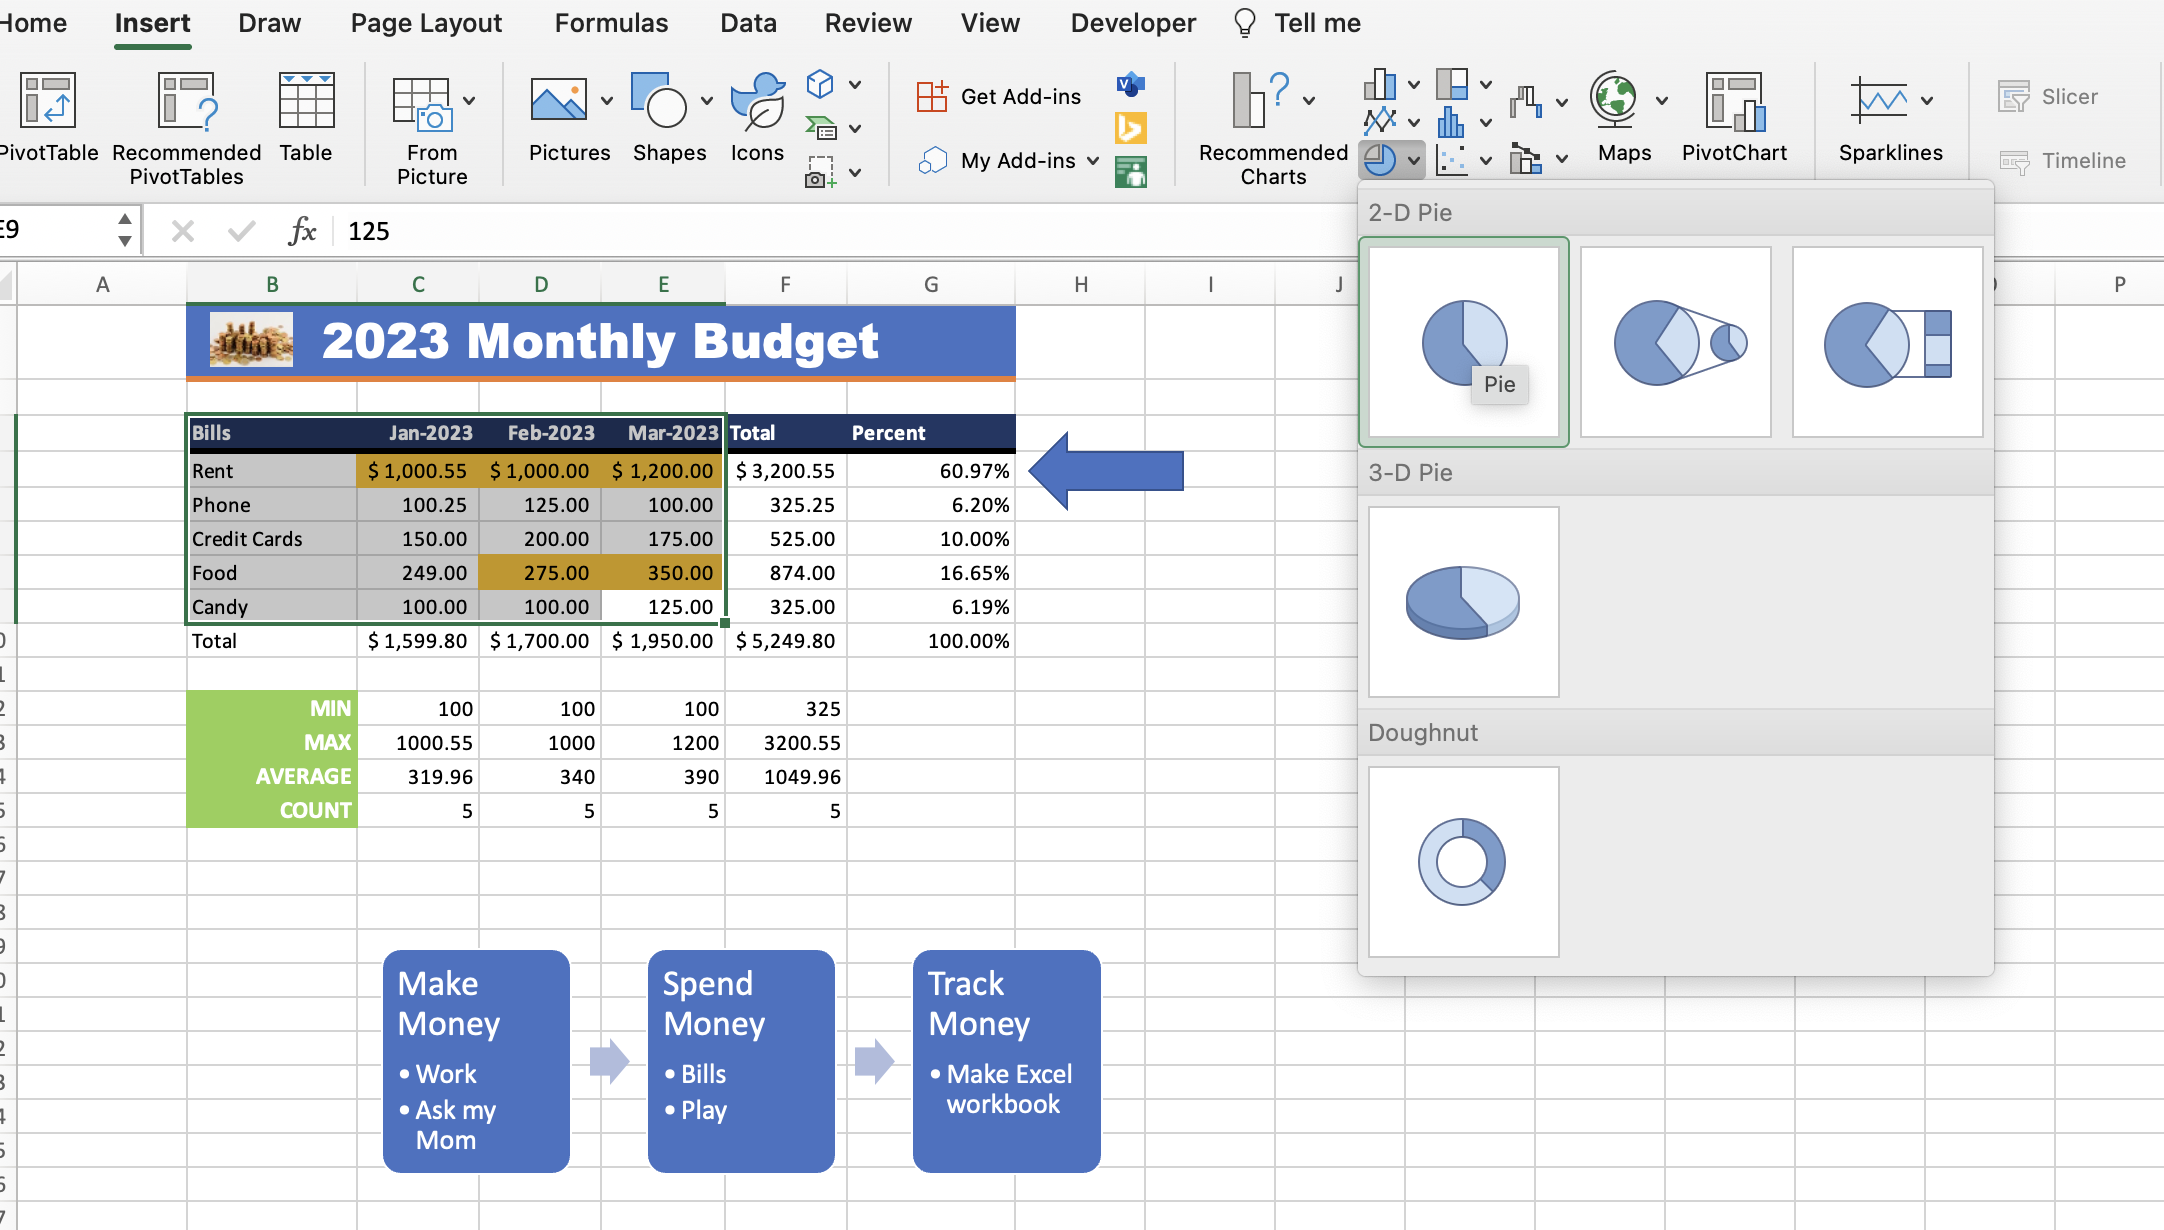 Home Insert Draw Page Layout Formulas Data Review View Developer Tell me
PivotTable
Recommended
PivotTables
Table
From
Picture
Pictures
Shapes
Icons
Get Add-ins
My Add-ins
Recommended
Charts
Maps
PivotChart
Sparklines
Slicer
Timeline
E9 fx 125
2-D Pie
Pie
3-D Pie
Doughnut
A B C D E F G H I J P
2023 Monthly Budget
Bills Jan-2023 Feb-2023 Mar-2023 Total Percent
Rent $ 1,000.55 $ 1,000.00 $ 1,200.00 $ 3,200.55 60.97%
Phone 100.25 125.00 100.00 325.25 6.20%
Credit Cards 150.00 200.00 175.00 525.00 10.00%
Food 249.00 275.00 350.00 874.00 16.65%
Candy 100.00 100.00 125.00 325.00 6.19%
Total $ 1,599.80 $ 1,700.00 $ 1,950.00 $ 5,249.80 100.00%
MIN 100 100 100 325
MAX 1000.55 1000 1200 3200.55
AVERAGE 319.96 340 390 1049.96
COUNT 5 5 5 5
Make
Money
• Work
• Ask my
Mom
Spend
Money
• Bills
• Play
Track
Money
• Make Excel
workbook